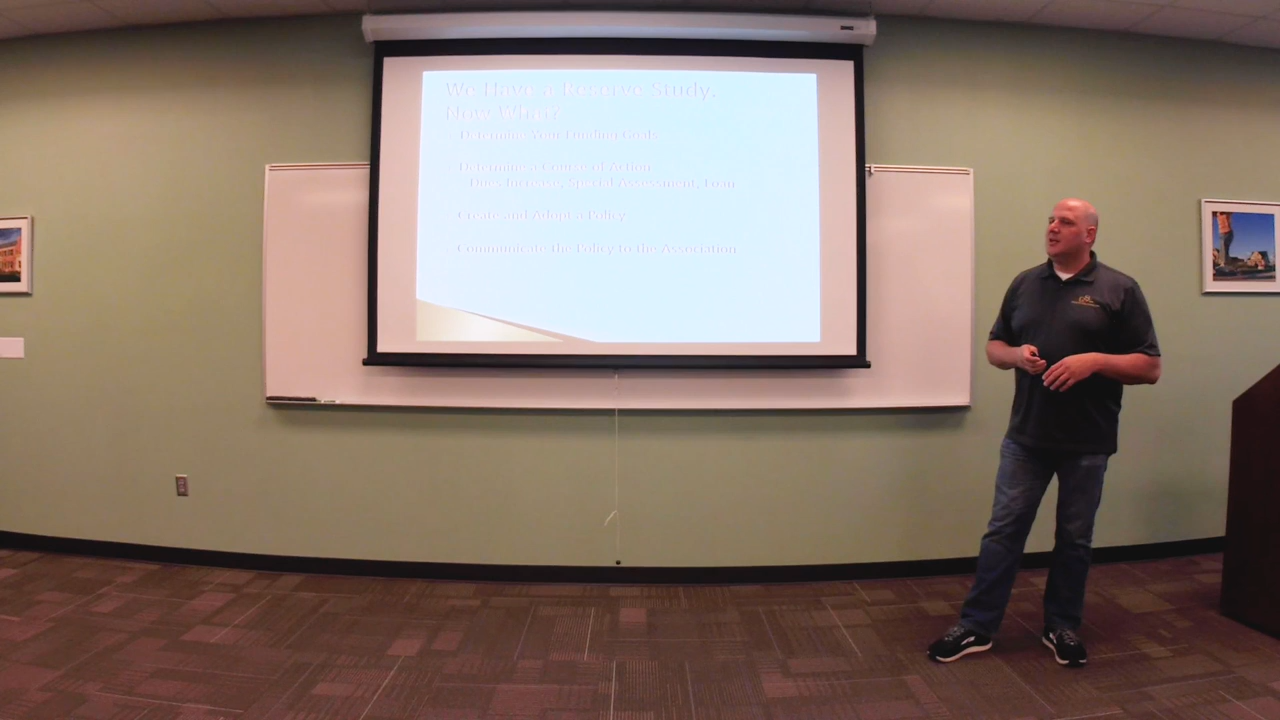 We Have a Reserve Study,
Now What?
Determine Your Funding Goals
Determine a Course of Action
Dues Increase, Special Assessment, Loan
Create and Adopt a Policy
Communicate the Policy to the Association